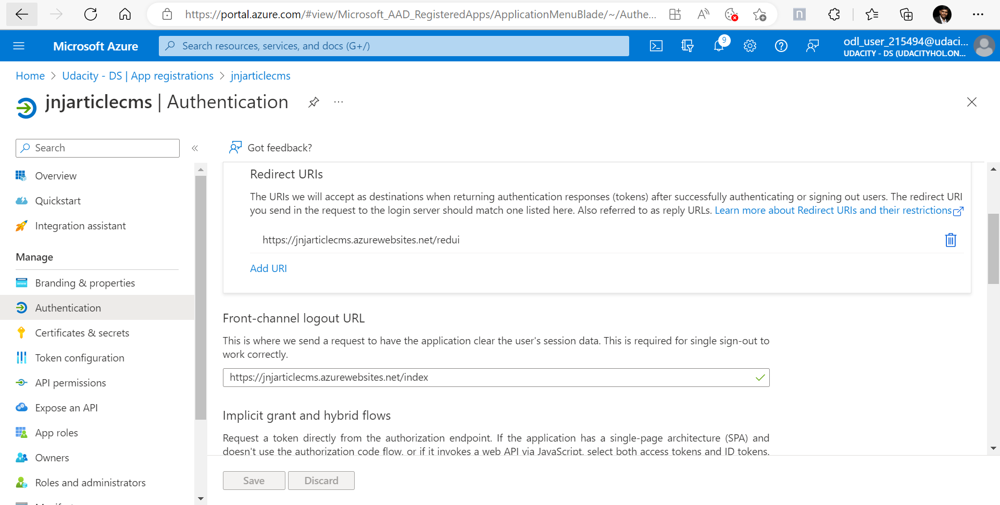 https://portal.azure.com/#view/Microsoft_AAD_RegisteredApps/ApplicationMenuBlade/~/Authe...
n
Microsoft Azure
Search resources, services, and docs (G+/)
9
odl_user_215494@udaci...
UDACITY - DS (UDACITYHOL.ON...
Home > Udacity - DS | App registrations > jnjarticlecms
jnjarticlecms | Authentication
...
Search
«
Got feedback?
Overview
Quickstart
Integration assistant
Manage
Branding & properties
Authentication
Certificates & secrets
Token configuration
API permissions
Expose an API
App roles
Owners
Roles and administrators
Redirect URIs
The URIs we will accept as destinations when returning authentication responses (tokens) after successfully authenticating or signing out users. The redirect URI
you send in the request to the login server should match one listed here. Also referred to as reply URLs. Learn more about Redirect URIs and their restrictions
https://jnjarticlecms.azurewebsites.net/redui
Add URI
Front-channel logout URL
This is where we send a request to have the application clear the user's session data. This is required for single sign-out to
work correctly.
https://jnjarticlecms.azurewebsites.net/index
Implicit grant and hybrid flows
Request a token directly from the authorization endpoint. If the application has a single-page architecture (SPA) and
doesn't use the authorization code flow, or if it invokes a web API via JavaScript, select both access tokens and ID tokens.
Save
Discard